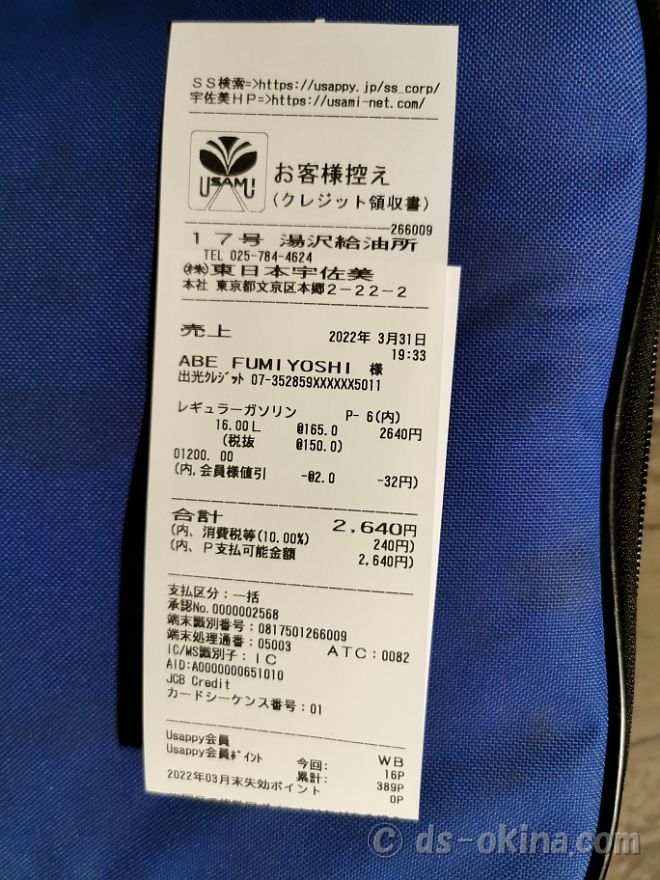 ＳＳ検索=>https://usappy.jp/ss_corp/
宇佐美ＨＰ=>https://usami-net.com/
USAMI
お客様控え
(クレジット領収書)
266009
１７号 湯沢給油所
TEL 025-784-4624
㈱東日本宇佐美
本社 東京都文京区本郷２－２２－２
売上 2022年 3月31日
19:33
ABE FUMIYOSHI 様
出光ｸﾚｼﾞｯﾄ 07-352859XXXXXX5011
レギュラーガソリン P- 6(内)
16.00L @165.0 2640円
(税抜 @150.0)
01200. 00
(内,会員様値引 -@2.0 -32円)
合計 2,640円
(内、消費税等(10.00%) 240円)
(内、Ｐ支払可能金額 2,640円)
支払区分：一括
承認No.0000002568
端末識別番号：0817501266009
端末処理通番：05003 ATC：0082
IC/MS識別子：ＩＣ
AID:A0000000651010
JCB Credit
カードシーケンス番号：01
Usappy会員 WB
Usappy会員ﾎﾟｲﾝﾄ 今回: 16P
累計: 389P
2022年03月末失効ポイント 0P
© ds-okina.com